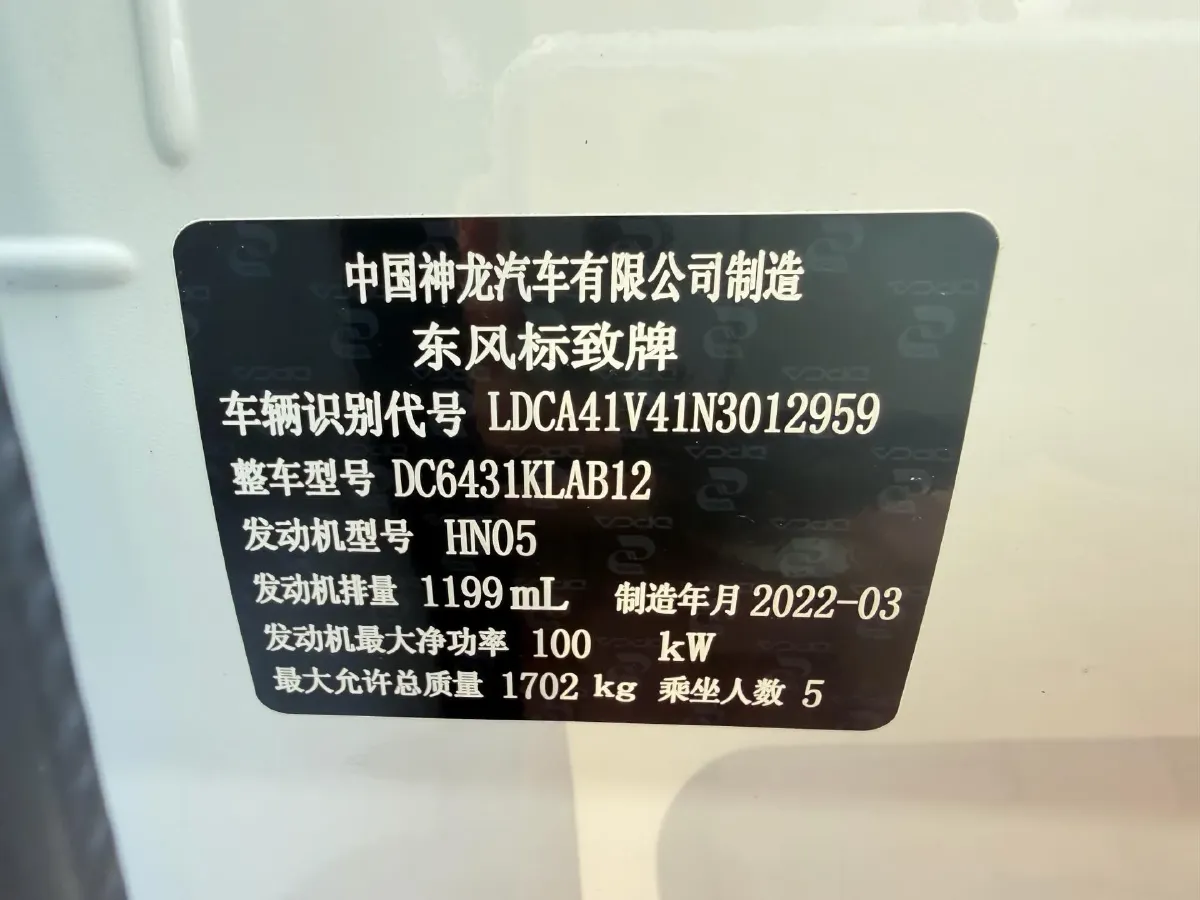 中国神龙汽车有限公司制造
东风标致牌
车辆识别代号 LDCA41V41N3012959
整车型号 DC6431KLAB12
发动机型号 HN05
发动机排量 1199mL 制造年月 2022-03
发动机最大净功率 100 kW
最大允许总质量 1702 kg 乘坐人数 5